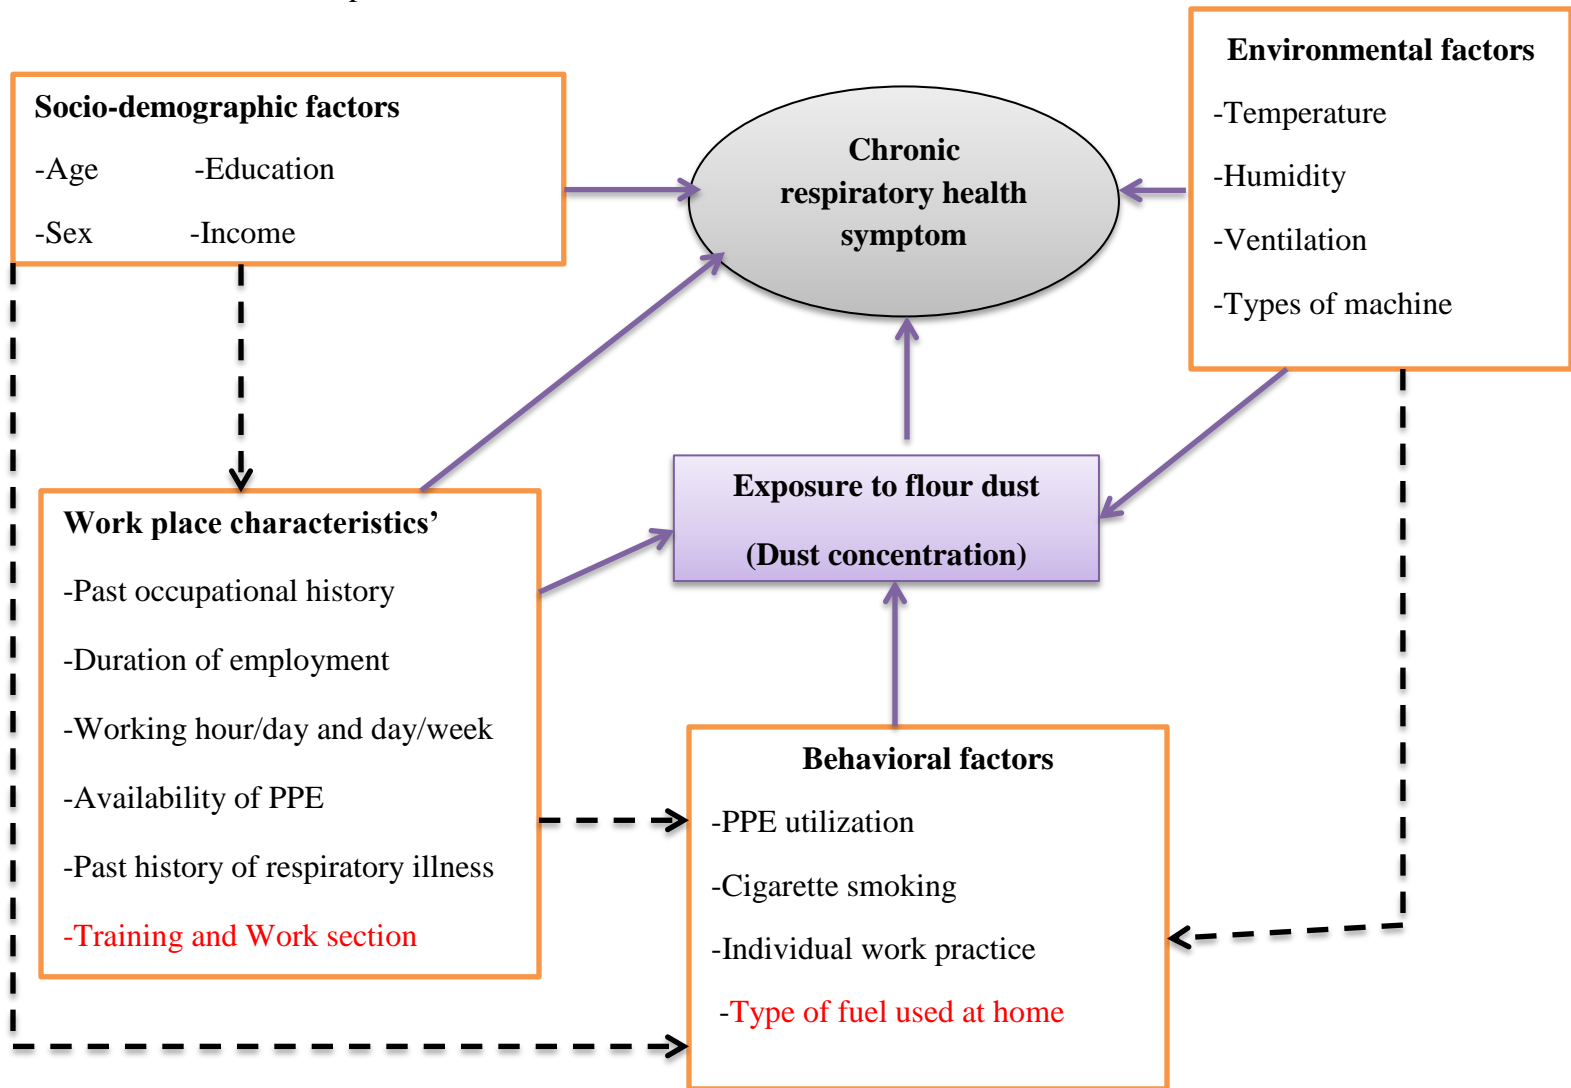 Socio-demographic factors
-Age -Education
-Sex -Income
Chronic
respiratory health
symptom
Environmental factors
-Temperature
-Humidity
-Ventilation
-Types of machine
Work place characteristics’
-Past occupational history
-Duration of employment
-Working hour/day and day/week
-Availability of PPE
-Past history of respiratory illness
-Training and Work section
Exposure to flour dust
(Dust concentration)
Behavioral factors
-PPE utilization
-Cigarette smoking
-Individual work practice
-Type of fuel used at home